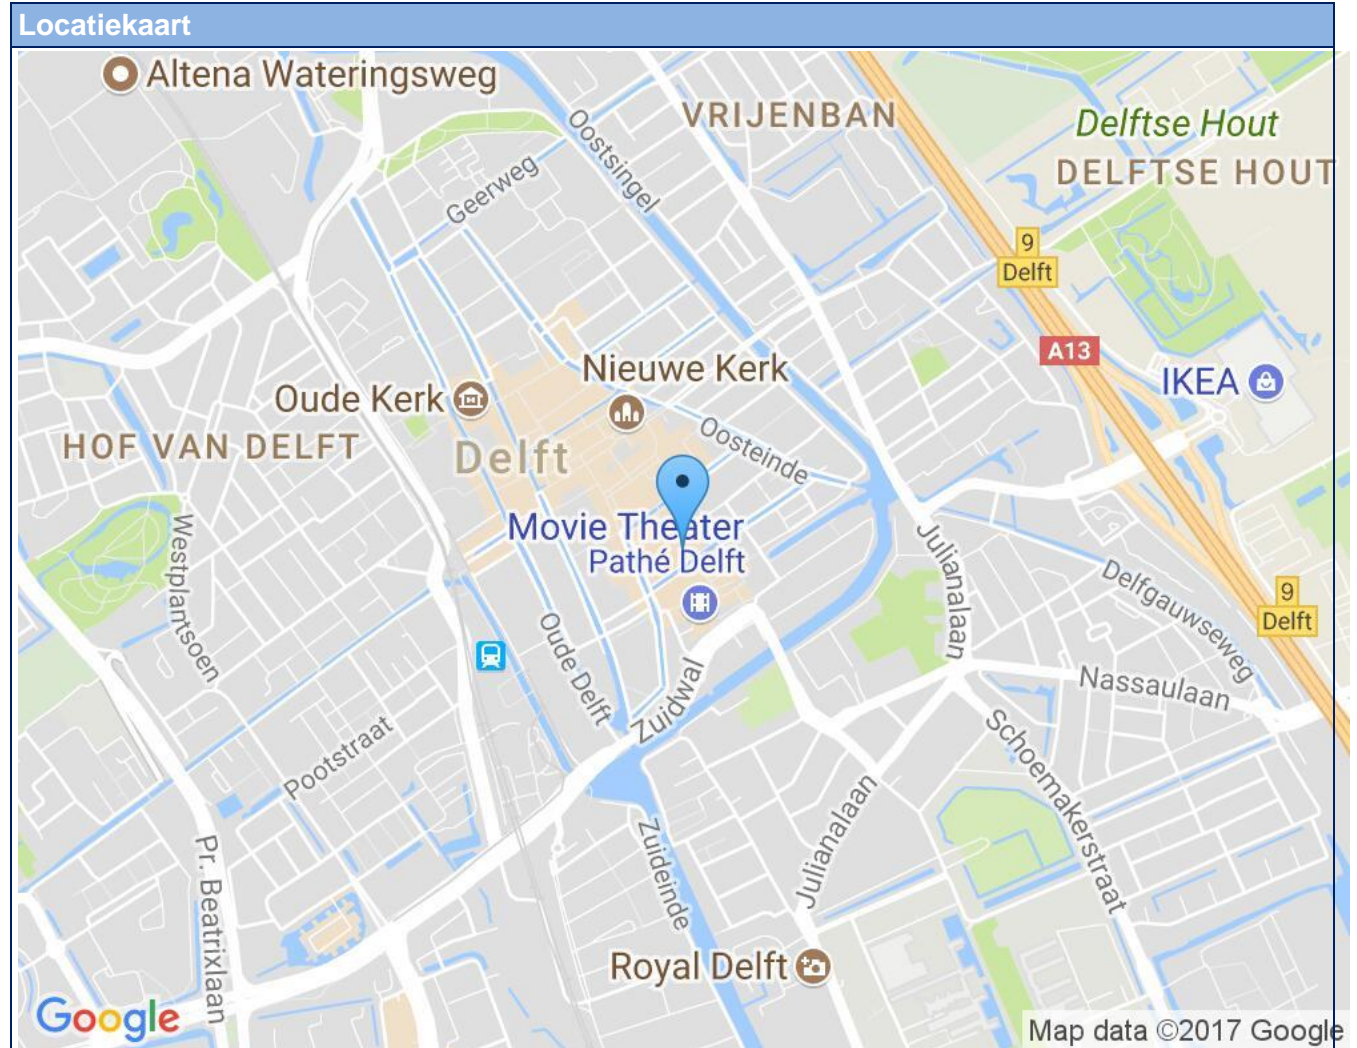 Locatiekaart
Altena Wateringsweg
VRIJENBAN
Oostsingel
Delftse Hout
DELFTSE HOUT
Geerweg
9
Delft
A13
Nieuwe Kerk
IKEA
Oude Kerk
HOF VAN DELFT
Delft
Oosteinde
Movie Theater
Pathé Delft
Westplantsoen
Julianalaan
Delfgauwseweg
9
Delft
Oude Delft
Zuidwal
Nassaulaan
Pootstraat
Schoemakerstraat
Julianalaan
Zuideinde
Pr. Beatrixlaan
Royal Delft
Google
Map data ©2017 Google